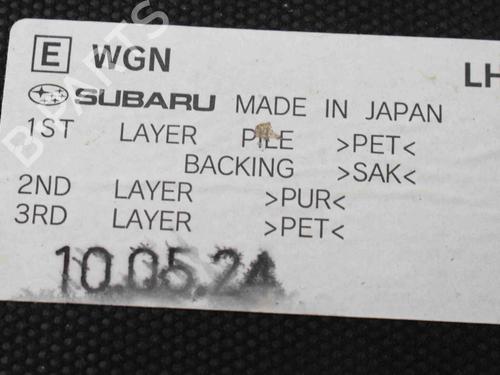 E WGN LH
SUBARU MADE IN JAPAN
1ST LAYER PILE >PET<
BACKING >SAK<
2ND LAYER >PUR<
3RD LAYER >PET<
10.05.24
B-PARTS